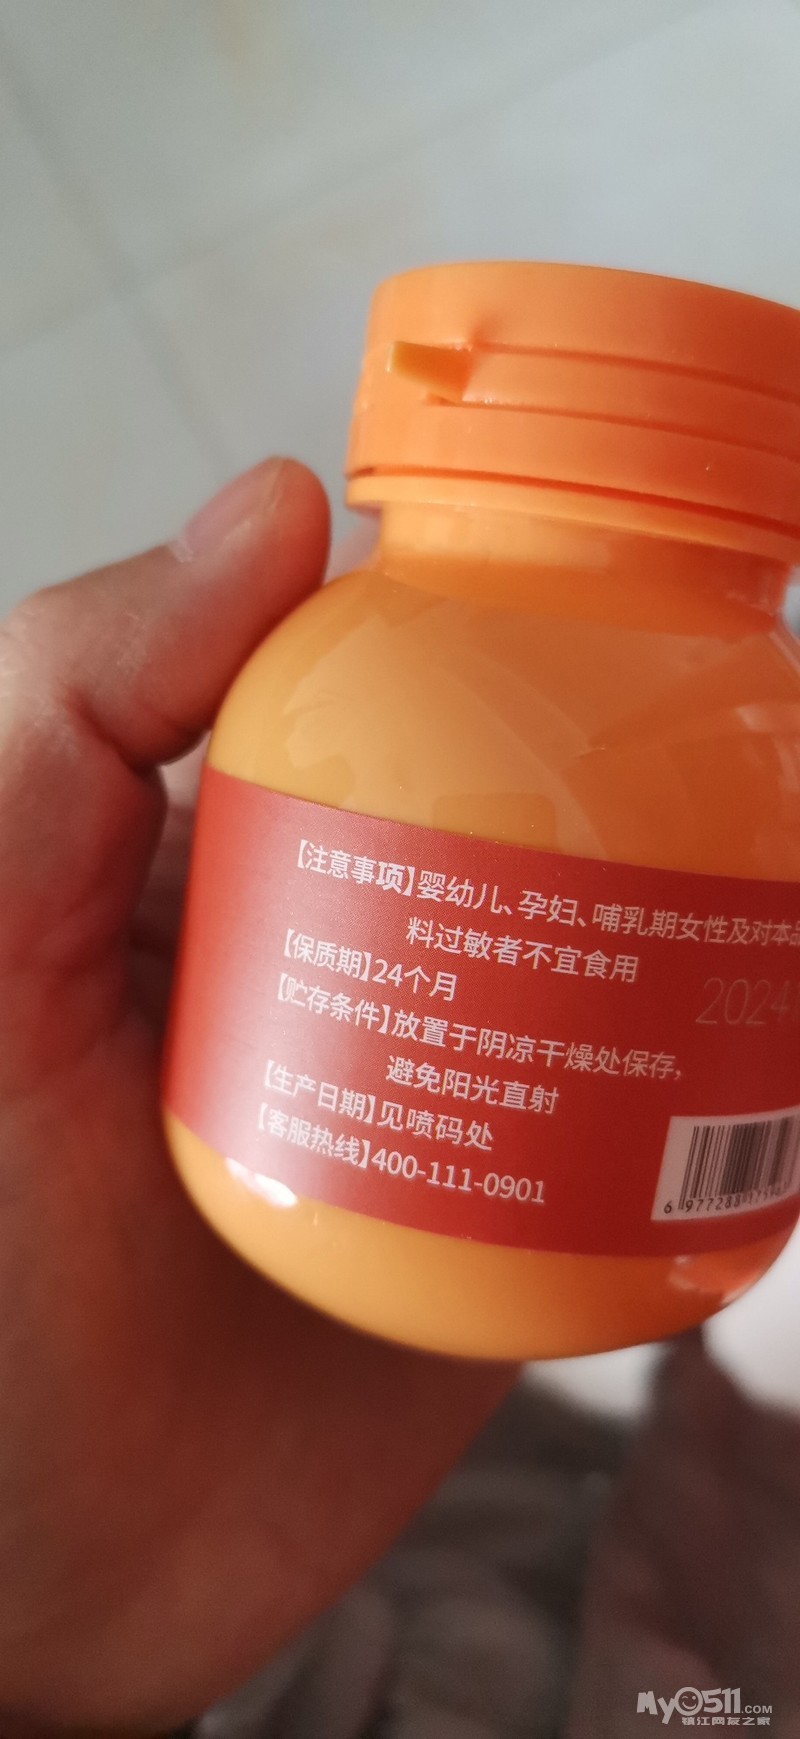 【注意事项】婴幼儿、孕妇、哺乳期女性及对本品
料过敏者不宜食用
【保质期】24个月
2024
【贮存条件】放置于阴凉干燥处保存，
避免阳光直射
【生产日期】见喷码处
【客服热线】400-111-0901
6 977288
My0511.COM
镇江网友之家